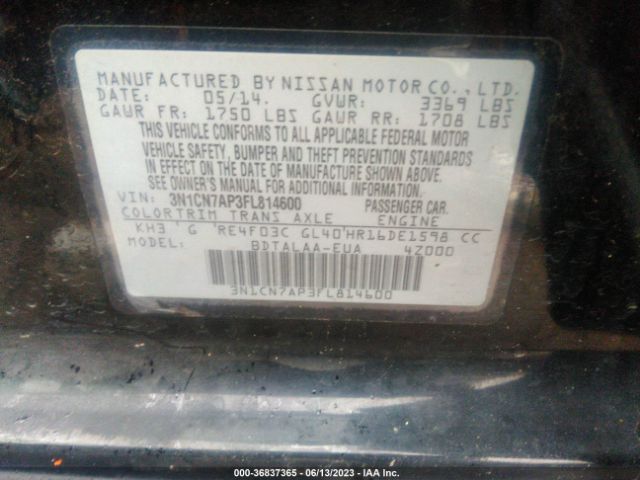 MANUFACTURED BY NISSAN MOTOR CO., LTD.
DATE: 05/14. GVWR: 3369 LBS
GAWR FR: 1750 LBS GAWR RR: 1708 LBS
THIS VEHICLE CONFORMS TO ALL APPLICABLE FEDERAL MOTOR
VEHICLE SAFETY, BUMPER AND THEFT PREVENTION STANDARDS
IN EFFECT ON THE DATE OF MANUFACTURE SHOWN ABOVE.
SEE OWNER'S MANUAL FOR ADDITIONAL INFORMATION.
VIN: 3N1CN7AP3FL814600 PASSENGER CAR.
COLOR TRIM TRANS AXLE ENGINE
KH3 ' G 'RE4F03C GL40'HR16DE1598 CC
MODEL: BDTALAA-EUA 4Z000
3N1CN7AP3FL814600
000-36837365 - 06/13/2023 - IAA Inc.